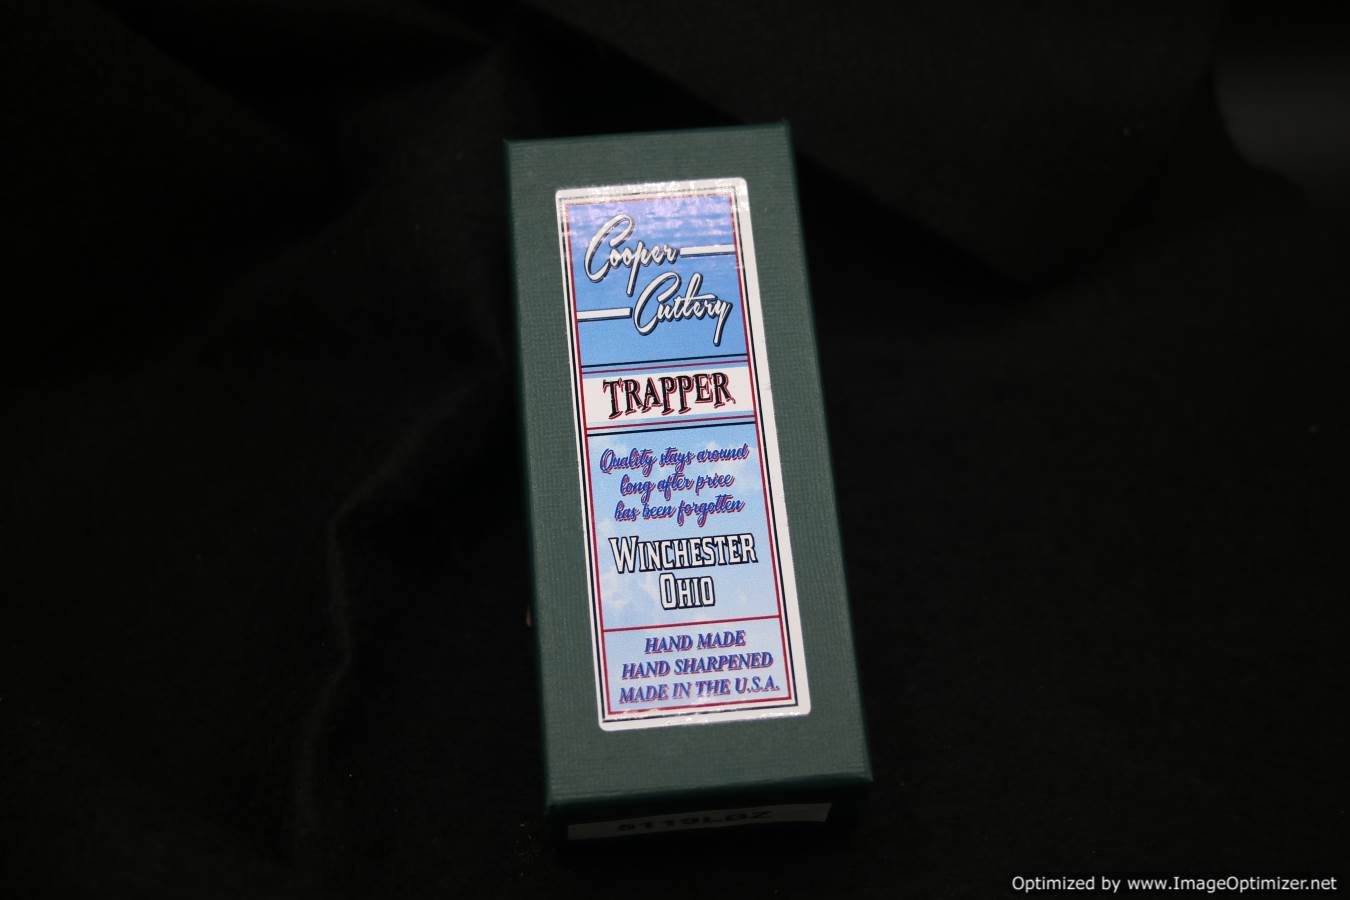 Cooper
Cutlery
TRAPPER
Quality stays around
long after price
has been forgotten
WINCHESTER
OHIO
HAND MADE
HAND SHARPENED
MADE IN THE U.S.A.
Optimized by www.ImageOptimizer.net